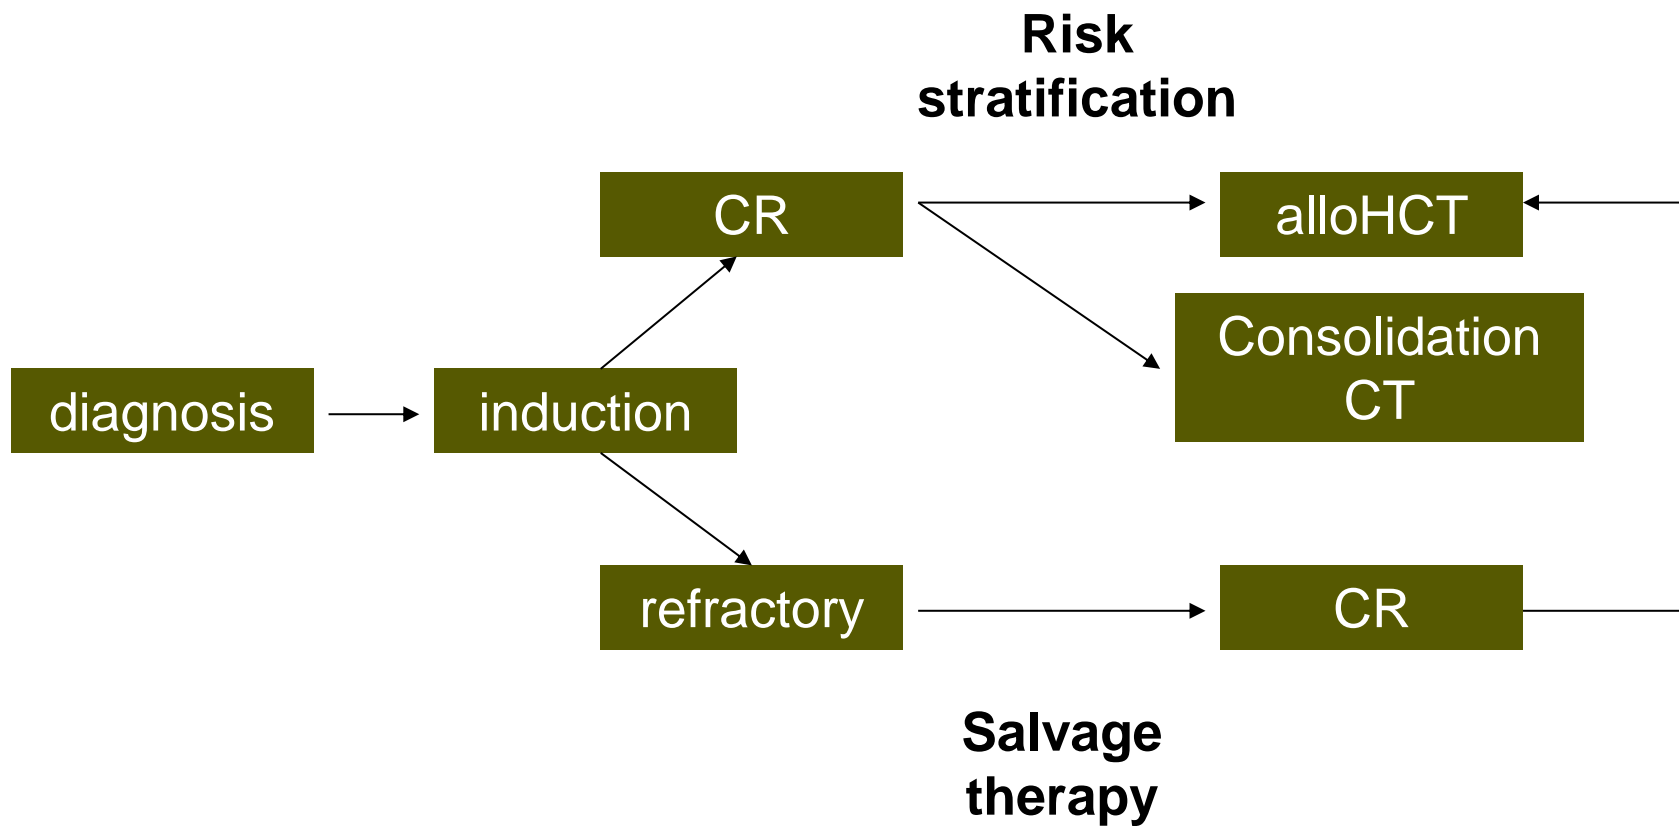 Risk
stratification
CR
alloHCT
Consolidation
CT
diagnosis
induction
refractory
CR
Salvage
therapy